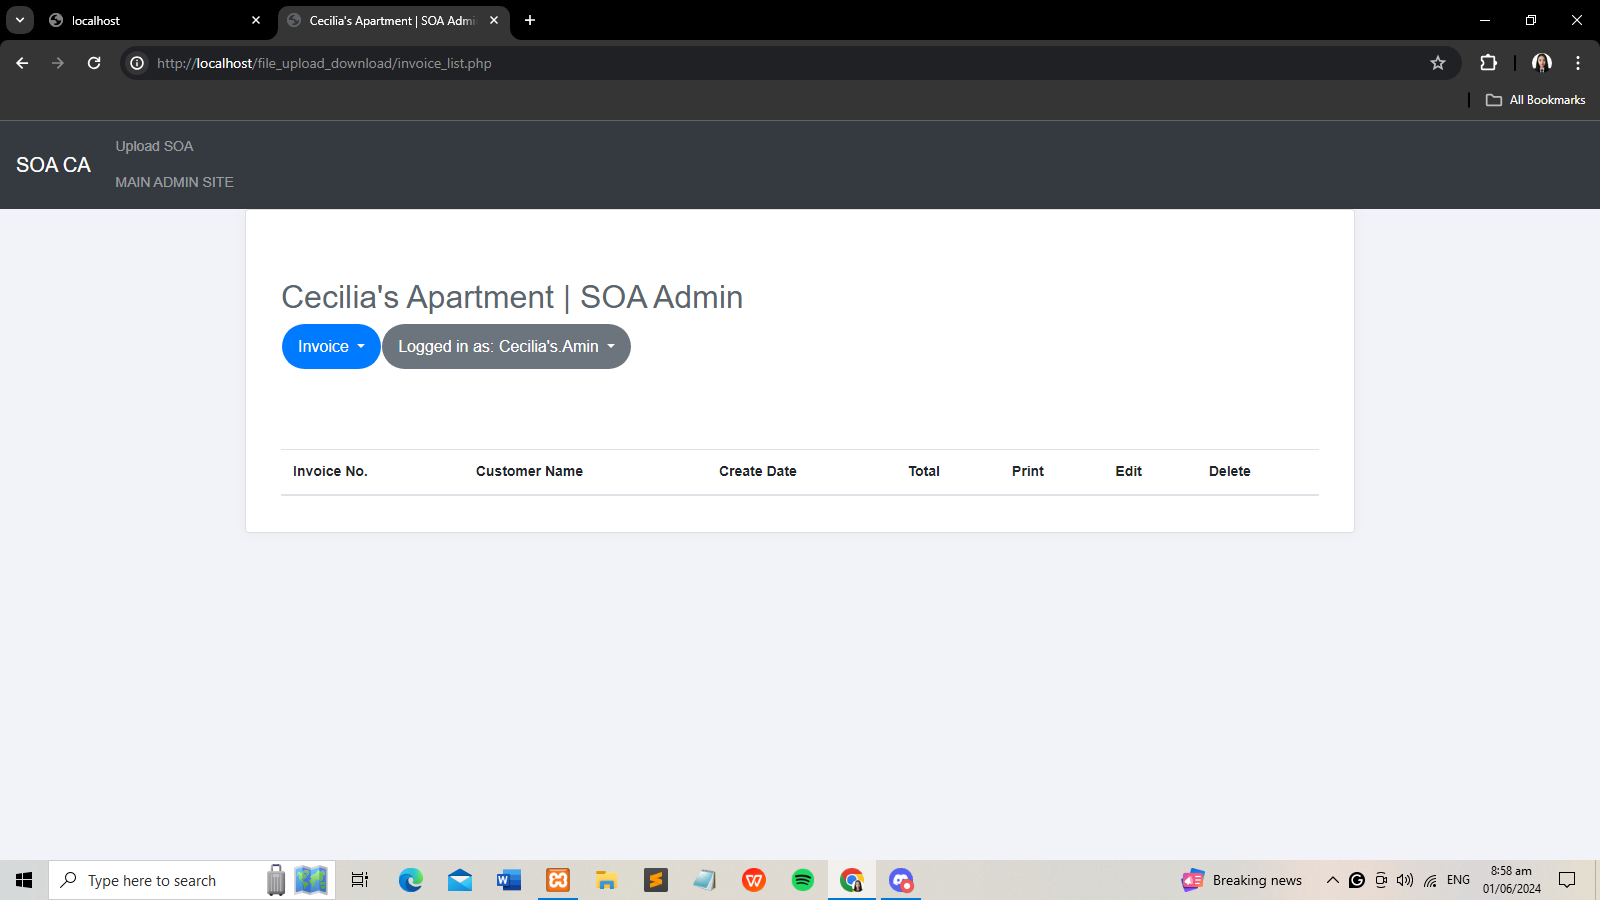 localhost
Cecilia's Apartment | SOA Admi
http://localhost/file_upload_download/invoice_list.php
All Bookmarks
SOA CA
Upload SOA
MAIN ADMIN SITE
Cecilia's Apartment | SOA Admin
Invoice
Logged in as: Cecilia's.Amin
Invoice No. Customer Name Create Date Total Print Edit Delete
Type here to search
Breaking news
ENG
8:58 am
01/06/2024